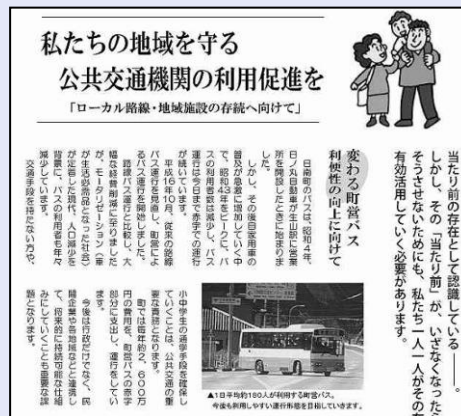 私たちの地域を守る
公共交通機関の利用促進を
「ローカル路線・地域施設の存続へ向けて」
当たり前の存在として認識している――。
しかし、その「当たり前」が、いざなくなった
そうさせないためにも、私たち一人一人がその
有効活用していく必要があります。
変わる町営バス
利便性の向上に向けて
日南町のバスは、昭和4年、
日ノ丸自動車が生山駅に営業
所を開設したときに始まりま
した。
しかし、その後自家用車の
普及が急激に増加していく中
で、昭和43年をピークに、バ
スの利用者数は減少し、バス
運行は今日まで赤字での運行
が続いています。
平成16年10月、従来の路線
バス運行を見直し、町営によ
るバス運行を開始しました。
路線バス運行と比較し、大
幅な経費削減に至りました
が、モータリゼーション（車
が生活必需品となった社会）
が定着した現代、人口減少を
背景に、バスの利用者も年々
減少しています。
交通手段を持たない方や、
小中学生の通学手段を確保し
ていくことは、公共交通の重
要な責務となります。
町では毎年約2，600万
円の費用を、町営バスの赤字
部分に支出し、運行をしてい
ます。
今後は行政だけでなく、民
間企業や各地域などと連携し
て、将来的に持続可能な仕組
みにしていくことも重要な課
題となります。
▲1日平均約180人が利用する町営バス。
今後も利用しやすい運行形態を目指していきます。